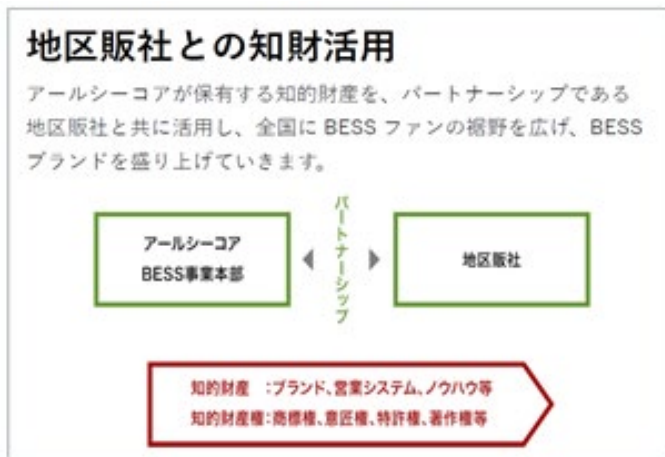 地区販社との知財活用
アールシーコアが保有する知的財産を、パートナーシップである
地区販社と共に活用し、全国に BESS ファンの裾野を広げ、BESS
ブランドを盛り上げていきます。
アールシーコア
BESS事業本部
パートナーシップ
地区販社
知的財産　:ブランド、営業システム、ノウハウ等
知的財産権:商標権、意匠権、特許権、著作権等